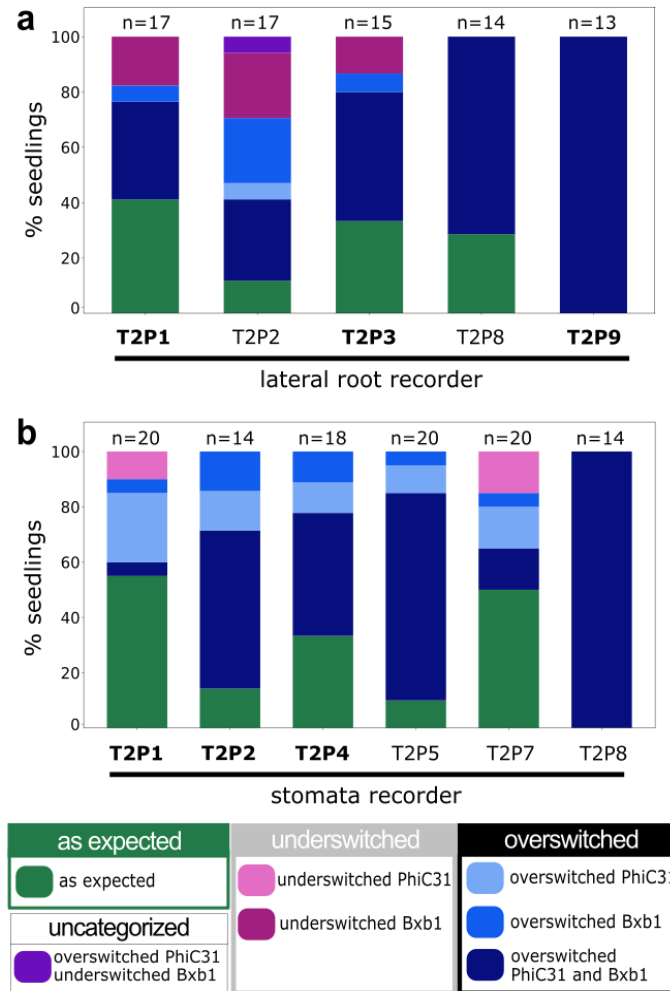 a
n=17 n=17 n=15 n=14 n=13
100
80
60
40
20
0
% seedlings
T2P1 T2P2 T2P3 T2P8 T2P9
lateral root recorder
b
n=20 n=14 n=18 n=20 n=20 n=14
100
80
60
40
20
0
% seedlings
T2P1 T2P2 T2P4 T2P5 T2P7 T2P8
stomata recorder
as expected
as expected
uncategorized
overswitched PhiC31
underswitched Bxb1
underswitched
underswitched PhiC31
underswitched Bxb1
overswitched
overswitched PhiC31
overswitched Bxb1
overswitched
PhiC31 and Bxb1